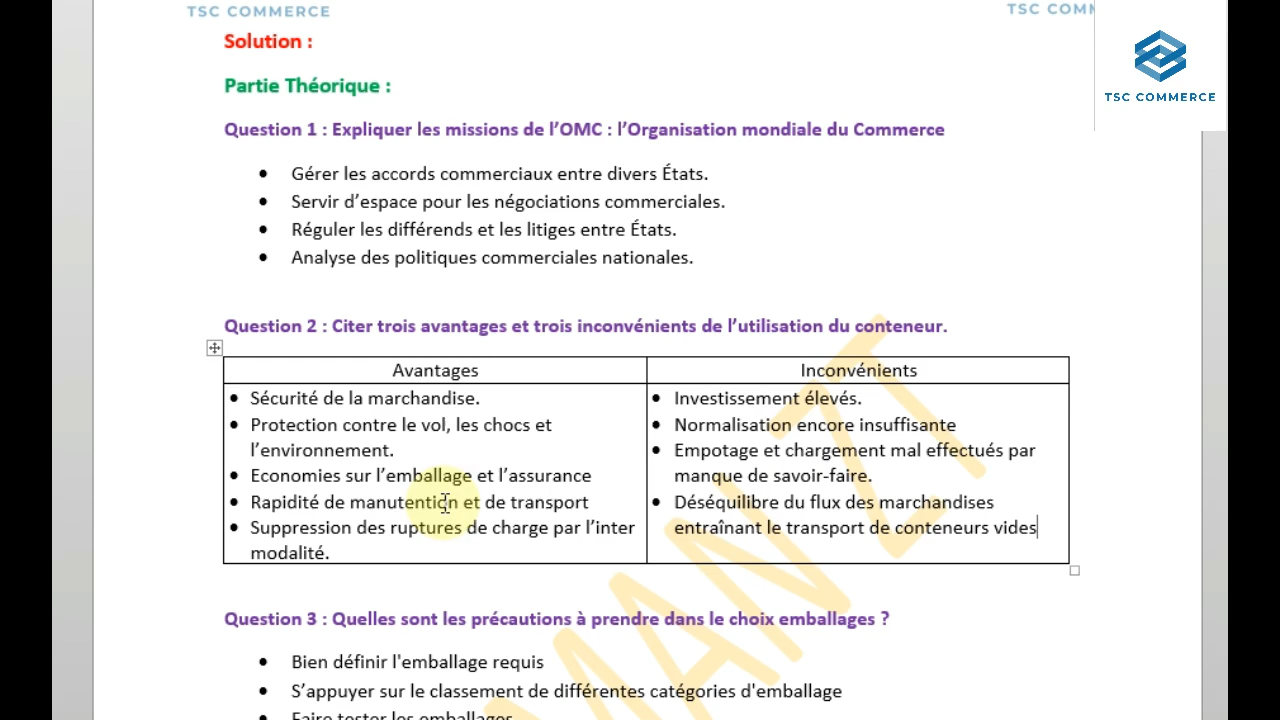 TSC COMMERCE
TSC COMM
TSC COMMERCE
Solution :
Partie Théorique :
Question 1 : Expliquer les missions de l’OMC : l’Organisation mondiale du Commerce
Gérer les accords commerciaux entre divers États.
Servir d’espace pour les négociations commerciales.
Réguler les différends et les litiges entre États.
Analyse des politiques commerciales nationales.
Question 2 : Citer trois avantages et trois inconvénients de l’utilisation du conteneur.
Avantages
Sécurité de la marchandise.
Protection contre le vol, les chocs et
l’environnement.
Economies sur l’emballage et l’assurance
Rapidité de manutention et de transport
Suppression des ruptures de charge par l’inter
modalité.
Inconvénients
Investissement élevés.
Normalisation encore insuffisante
Empotage et chargement mal effectués par
manque de savoir-faire.
Déséquilibre du flux des marchandises
entraînant le transport de conteneurs vides
Question 3 : Quelles sont les précautions à prendre dans le choix emballages ?
Bien définir l'emballage requis
S’appuyer sur le classement de différentes catégories d'emballage
Faire tester les emballages
MAN ZT